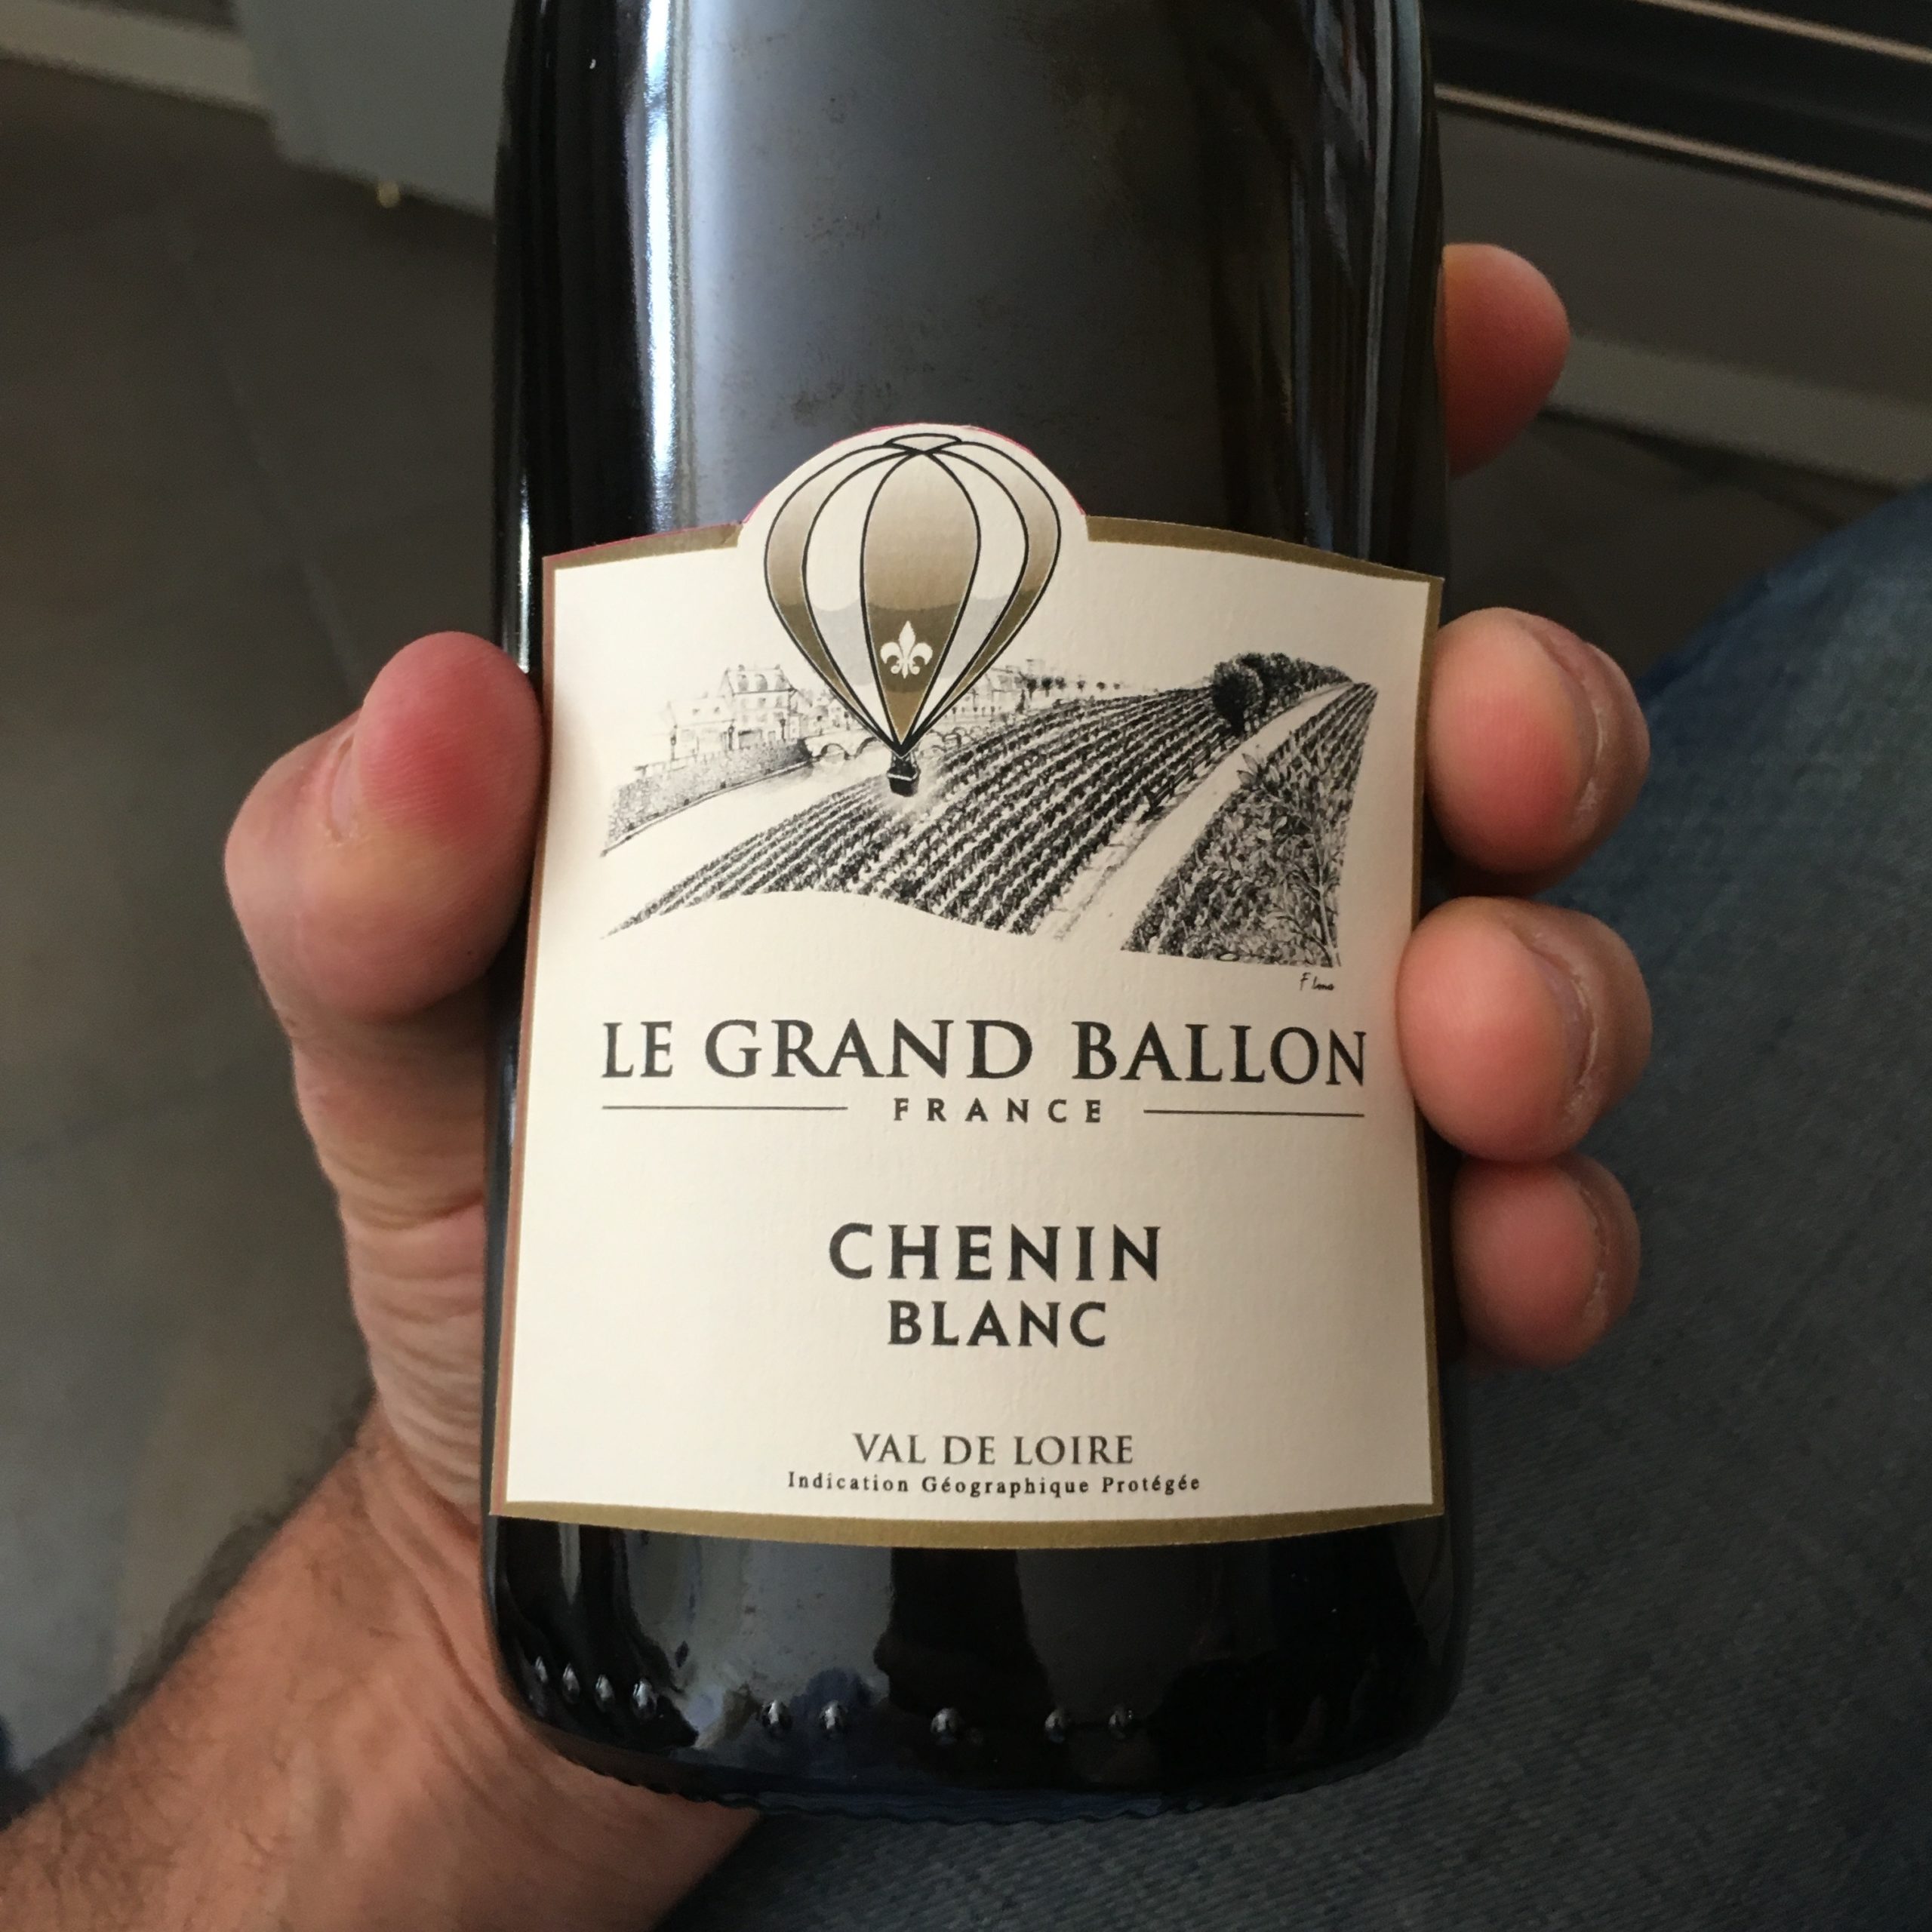 LE GRAND BALLON
FRANCE
CHENIN
BLANC
VAL DE LOIRE
Indication Géographique Protégée